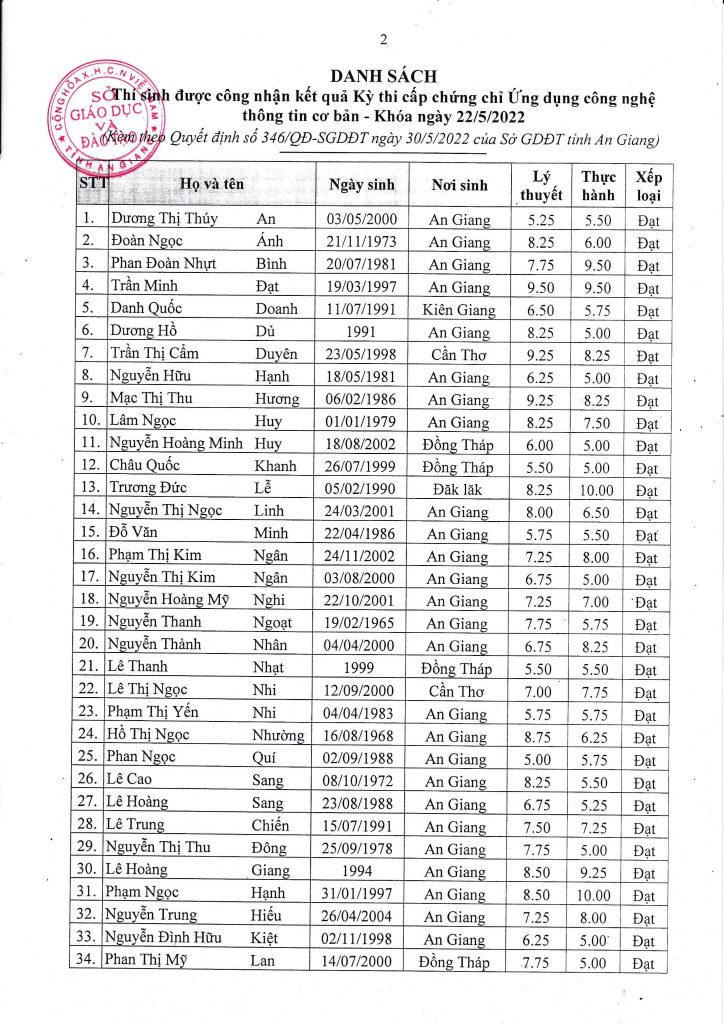 2
DANH SÁCH
Thí sinh được công nhận kết quả Kỳ thi cấp chứng chỉ Ứng dụng công nghệ
thông tin cơ bản - Khóa ngày 22/5/2022
(Kèm theo Quyết định số 346/QĐ-SGDĐT ngày 30/5/2022 của Sở GDĐT tỉnh An Giang)
CỘNG HÒA X.H.C.N VIỆT NAM
SỞ
GIÁO DỤC
VÀ
ĐÀO TẠO
TỈNH AN GIANG
STT Họ và tên Ngày sinh Nơi sinh Lý thuyết Thực hành Xếp loại
1. Dương Thị Thúy An 03/05/2000 An Giang 5.25 5.50 Đạt
2. Đoàn Ngọc Ánh 21/11/1973 An Giang 8.25 6.00 Đạt
3. Phan Đoàn Nhựt Bình 20/07/1981 An Giang 7.75 9.50 Đạt
4. Trần Minh Đạt 19/03/1997 An Giang 9.50 9.50 Đạt
5. Danh Quốc Doanh 11/07/1991 Kiên Giang 6.50 5.75 Đạt
6. Dương Hồ Dủ 1991 An Giang 8.25 5.00 Đạt
7. Trần Thị Cẩm Duyên 23/05/1998 Cần Thơ 9.25 8.25 Đạt
8. Nguyễn Hữu Hạnh 18/05/1981 An Giang 6.25 5.00 Đạt
9. Mạc Thị Thu Hương 06/02/1986 An Giang 9.25 8.25 Đạt
10. Lâm Ngọc Huy 01/01/1979 An Giang 8.25 7.50 Đạt
11. Nguyễn Hoàng Minh Huy 18/08/2002 Đồng Tháp 6.00 5.00 Đạt
12. Châu Quốc Khanh 26/07/1999 Đồng Tháp 5.50 5.00 Đạt
13. Trương Đức Lễ 05/02/1990 Đăk lăk 8.25 10.00 Đạt
14. Nguyễn Thị Ngọc Linh 24/03/2001 An Giang 8.00 6.50 Đạt
15. Đỗ Văn Minh 22/04/1986 An Giang 5.75 5.50 Đạt
16. Phạm Thị Kim Ngân 24/11/2002 An Giang 7.25 8.00 Đạt
17. Nguyễn Thị Kim Ngân 03/08/2000 An Giang 6.75 5.00 Đạt
18. Nguyễn Hoàng Mỹ Nghi 22/10/2001 An Giang 7.25 7.00 Đạt
19. Nguyễn Thanh Ngoạt 19/02/1965 An Giang 7.75 5.75 Đạt
20. Nguyễn Thành Nhân 04/04/2000 An Giang 6.75 8.25 Đạt
21. Lê Thanh Nhạt 1999 Đồng Tháp 5.50 5.50 Đạt
22. Lê Thị Ngọc Nhi 12/09/2000 Cần Thơ 7.00 7.75 Đạt
23. Phạm Thị Yến Nhi 04/04/1983 An Giang 5.75 5.75 Đạt
24. Hồ Thị Ngọc Nhường 16/08/1968 An Giang 8.75 6.25 Đạt
25. Phan Ngọc Quí 02/09/1988 An Giang 5.00 5.75 Đạt
26. Lê Cao Sang 08/10/1972 An Giang 8.25 5.50 Đạt
27. Lê Hoàng Sang 23/08/1988 An Giang 6.75 5.25 Đạt
28. Lê Trung Chiến 15/07/1991 An Giang 7.50 7.25 Đạt
29. Nguyễn Thị Thu Đông 25/09/1978 An Giang 7.75 5.00 Đạt
30. Lê Hoàng Giang 1994 An Giang 8.50 9.25 Đạt
31. Phạm Ngọc Hạnh 31/01/1997 An Giang 8.50 10.00 Đạt
32. Nguyễn Trung Hiếu 26/04/2004 An Giang 7.25 8.00 Đạt
33. Nguyễn Đình Hữu Kiệt 02/11/1998 An Giang 6.25 5.00 Đạt
34. Phan Thị Mỹ Lan 14/07/2000 Đồng Tháp 7.75 5.00 Đạt